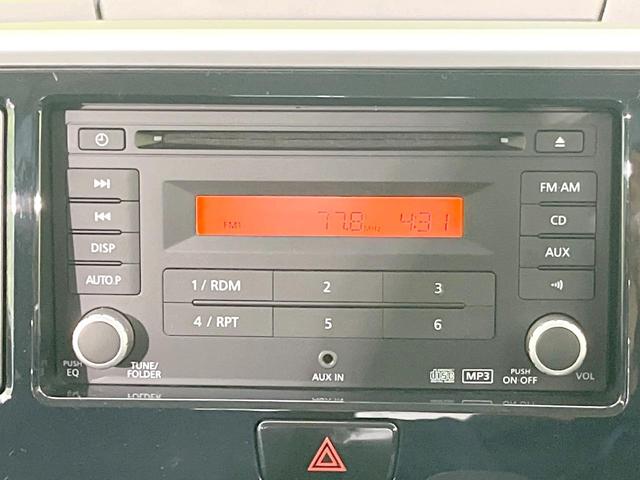 FM AM
FM1 77.8 MHz 4:31
CD
DISP
AUX
AUTO.P
1 / RDM 2 3
4 / RPT 5 6
PUSH
EQ
TUNE/
FOLDER
AUX IN
disc
MP3
PUSH
ON·OFF
VOL